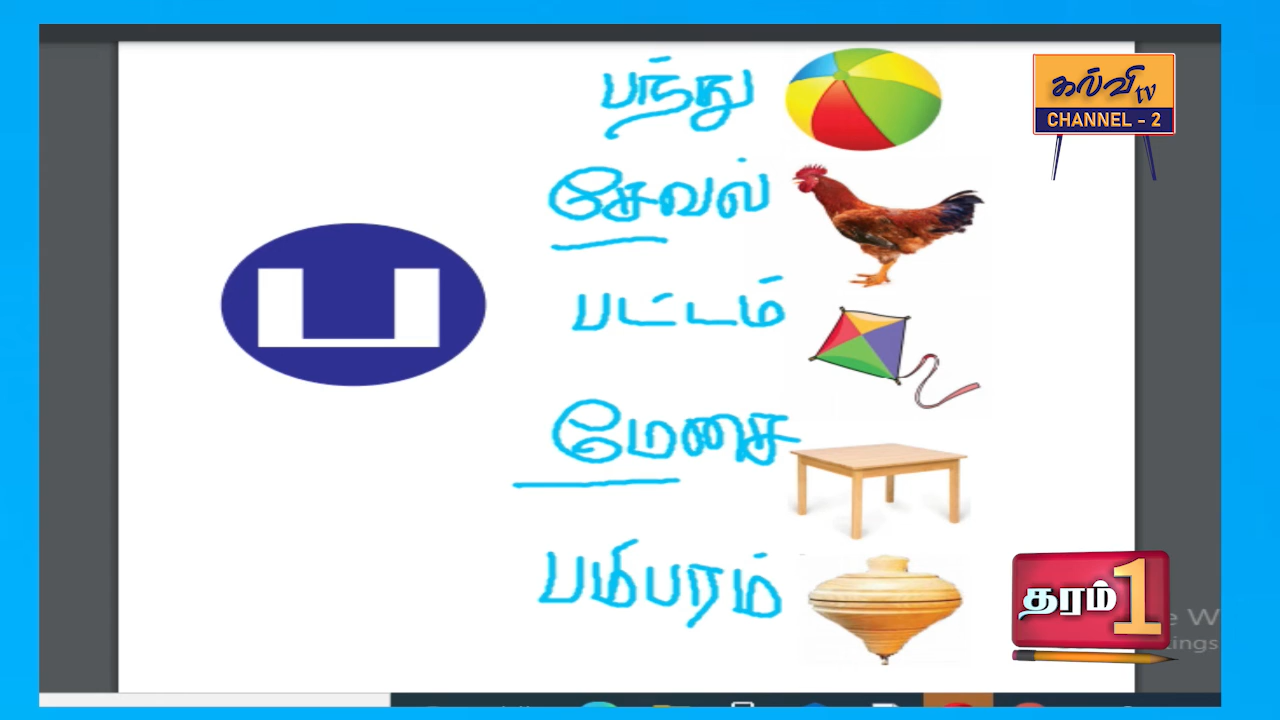 பந்து
கல்வி tv
CHANNEL - 2
சேவல்
ப
பட்டம்
மேசை
பம்பரம்
தரம் 1